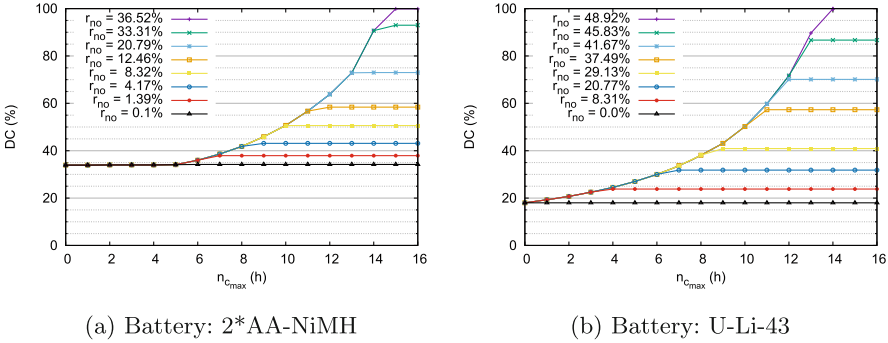 DC (%)
100
80
60
40
20
0
r_no = 36.52%
r_no = 33.31%
r_no = 20.79%
r_no = 12.46%
r_no = 8.32%
r_no = 4.17%
r_no = 1.39%
r_no = 0.1%
0 2 4 6 8 10 12 14 16
n_c_max (h)
(a) Battery: 2*AA-NiMH
DC (%)
100
80
60
40
20
0
r_no = 48.92%
r_no = 45.83%
r_no = 41.67%
r_no = 37.49%
r_no = 29.13%
r_no = 20.77%
r_no = 8.31%
r_no = 0.0%
0 2 4 6 8 10 12 14 16
n_c_max (h)
(b) Battery: U-Li-43